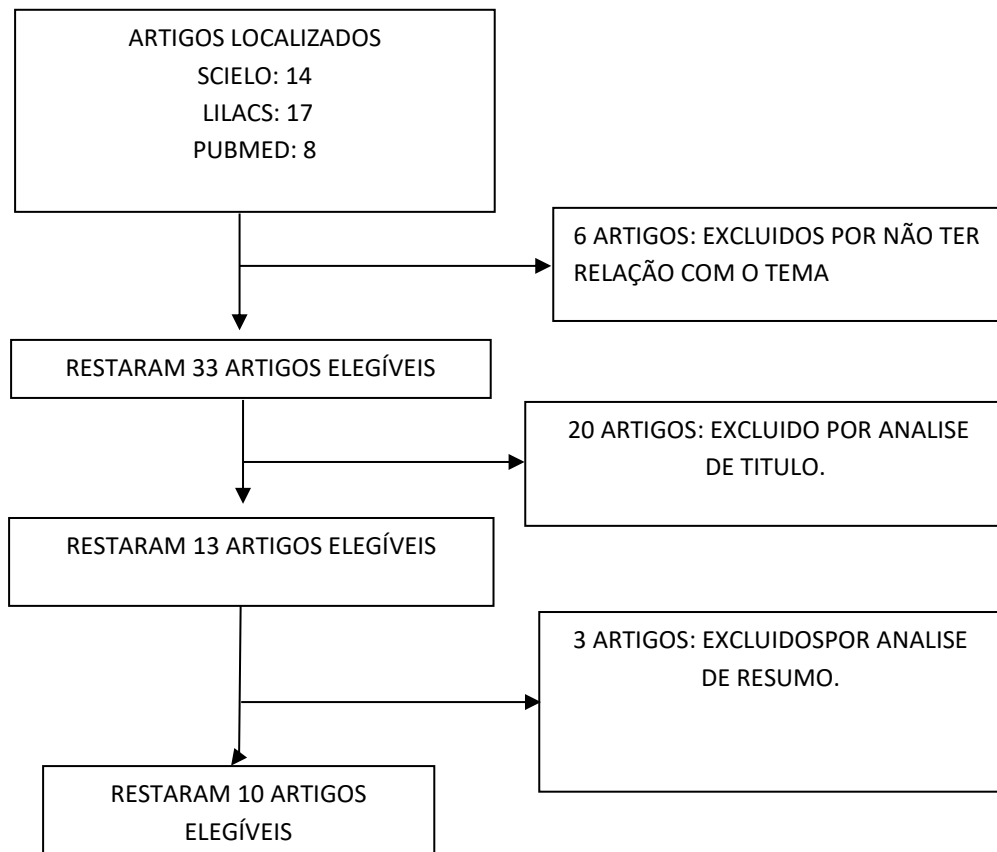 ARTIGOS LOCALIZADOS
SCIELO: 14
LILACS: 17
PUBMED: 8
6 ARTIGOS: EXCLUIDOS POR NÃO TER
RELAÇÃO COM O TEMA
RESTARAM 33 ARTIGOS ELEGÍVEIS
20 ARTIGOS: EXCLUIDO POR ANALISE
DE TITULO.
RESTARAM 13 ARTIGOS ELEGÍVEIS
3 ARTIGOS: EXCLUIDOSPOR ANALISE
DE RESUMO.
RESTARAM 10 ARTIGOS
ELEGÍVEIS